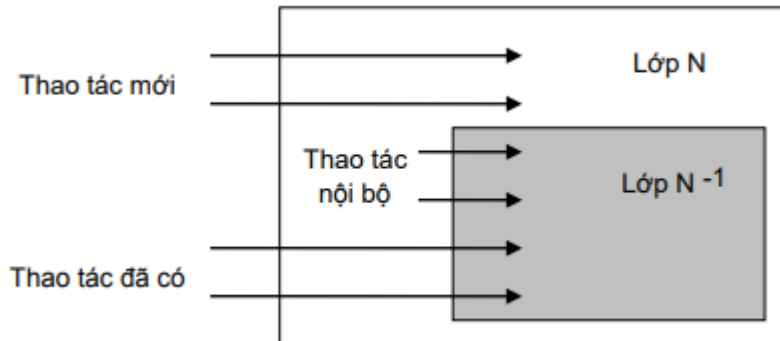 Lớp N
Thao tác mới
Thao tác
nội bộ
Lớp N -1
Thao tác đã có